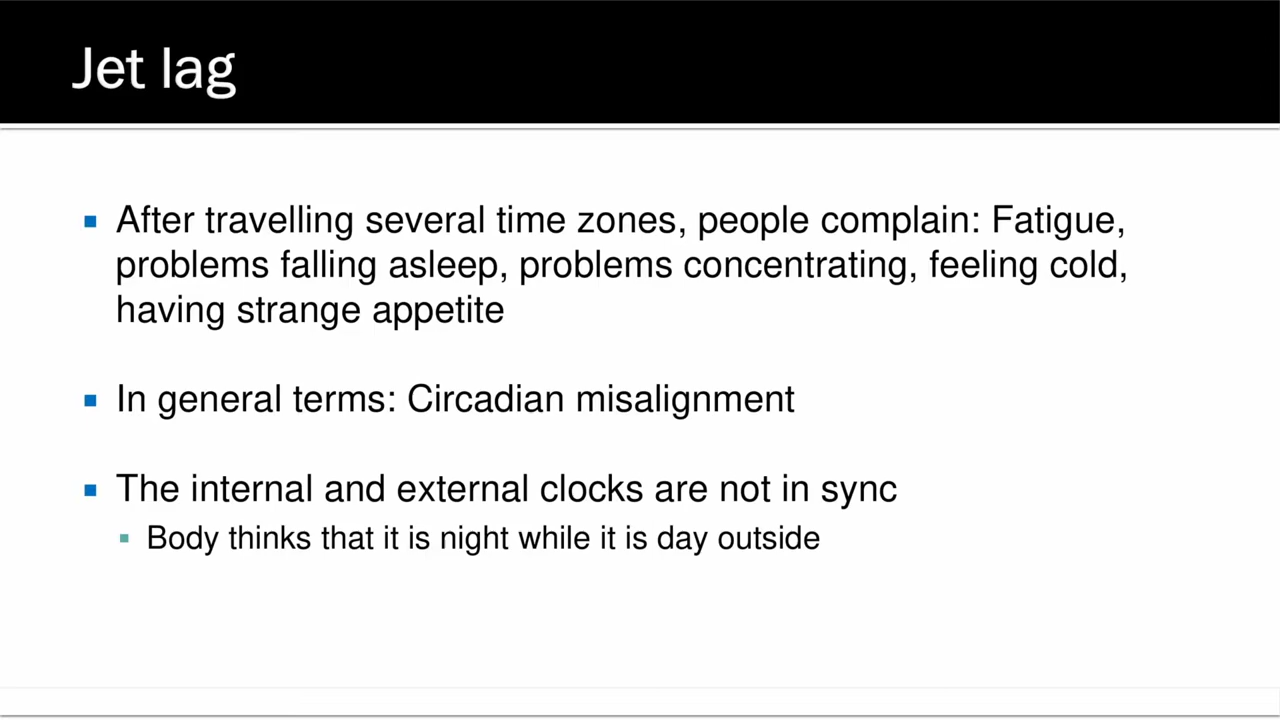 Jet lag
After travelling several time zones, people complain: Fatigue,
problems falling asleep, problems concentrating, feeling cold,
having strange appetite
In general terms: Circadian misalignment
The internal and external clocks are not in sync
Body thinks that it is night while it is day outside